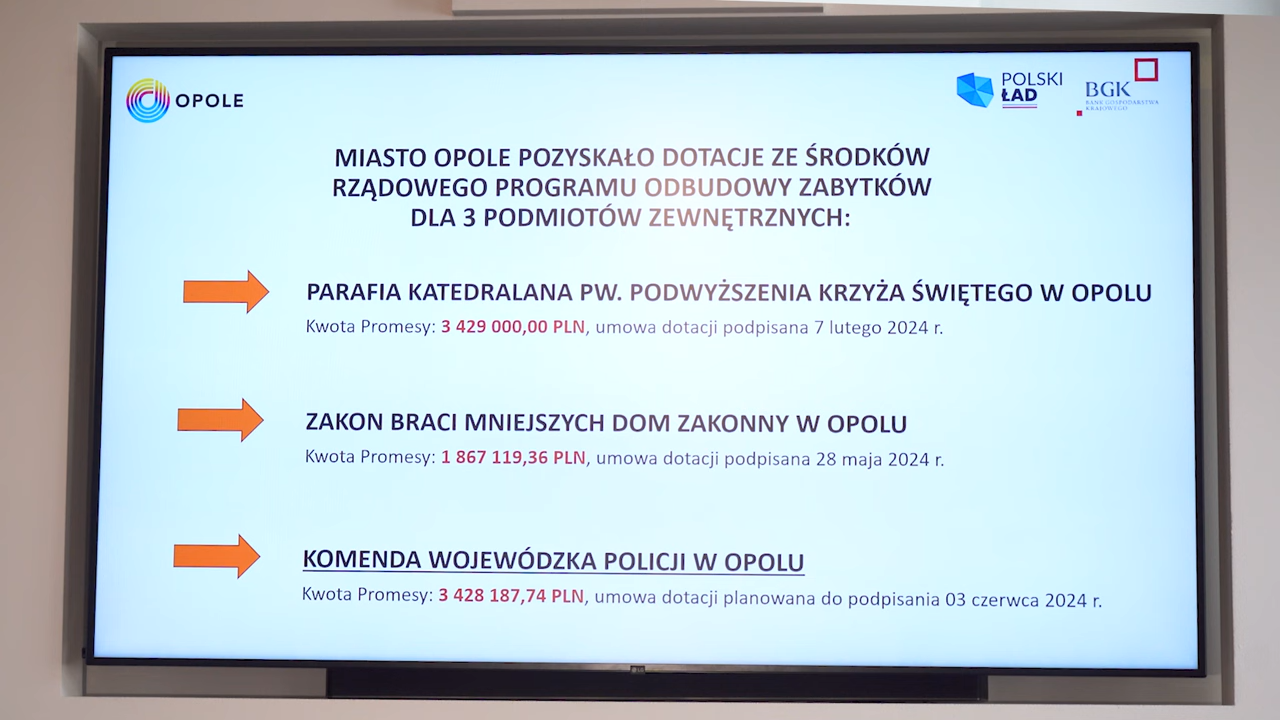 OPOLE
POLSKI
ŁAD
BGK
BANK GOSPODARSTWA
KRAJOWEGO
MIASTO OPOLE POZYSKAŁO DOTACJE ZE ŚRODKÓW
RZĄDOWEGO PROGRAMU ODBUDOWY ZABYTKÓW
DLA 3 PODMIOTÓW ZEWNĘTRZNYCH:
PARAFIA KATEDRALANA PW. PODWYŻSZENIA KRZYŻA ŚWIĘTEGO W OPOLU
Kwota Promesy: 3 429 000,00 PLN, umowa dotacji podpisana 7 lutego 2024 r.
ZAKON BRACI MNIEJSZYCH DOM ZAKONNY W OPOLU
Kwota Promesy: 1 867 119,36 PLN, umowa dotacji podpisana 28 maja 2024 r.
KOMENDA WOJEWÓDZKA POLICJI W OPOLU
Kwota Promesy: 3 428 187,74 PLN, umowa dotacji planowana do podpisania 03 czerwca 2024 r.